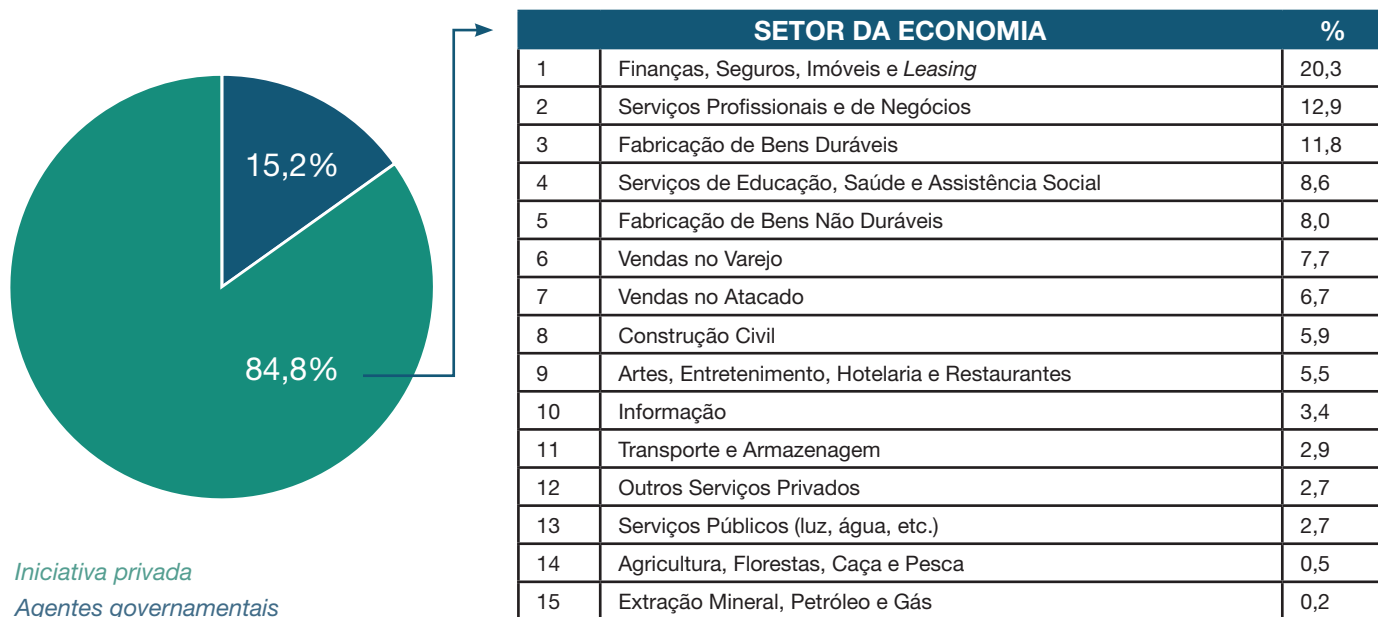 15,2%
84,8%
Iniciativa privada
Agentes governamentais
SETOR DA ECONOMIA %
1 Finanças, Seguros, Imóveis e Leasing 20,3
2 Serviços Profissionais e de Negócios 12,9
3 Fabricação de Bens Duráveis 11,8
4 Serviços de Educação, Saúde e Assistência Social 8,6
5 Fabricação de Bens Não Duráveis 8,0
6 Vendas no Varejo 7,7
7 Vendas no Atacado 6,7
8 Construção Civil 5,9
9 Artes, Entretenimento, Hotelaria e Restaurantes 5,5
10 Informação 3,4
11 Transporte e Armazenagem 2,9
12 Outros Serviços Privados 2,7
13 Serviços Públicos (luz, água, etc.) 2,7
14 Agricultura, Florestas, Caça e Pesca 0,5
15 Extração Mineral, Petróleo e Gás 0,2